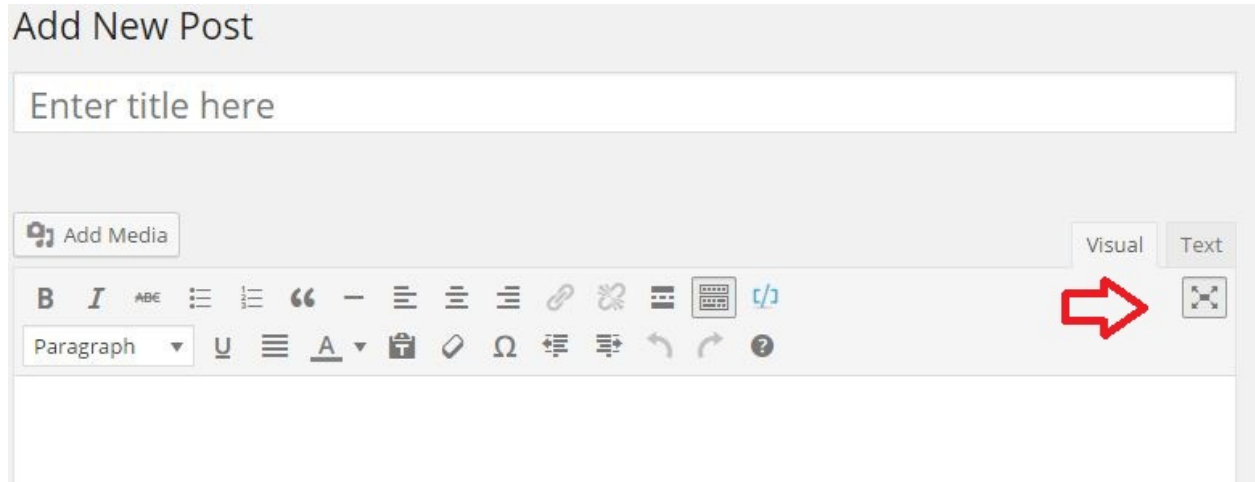 Add New Post
Enter title here
Add Media
Visual Text
B I ABC U A Ω
Paragraph